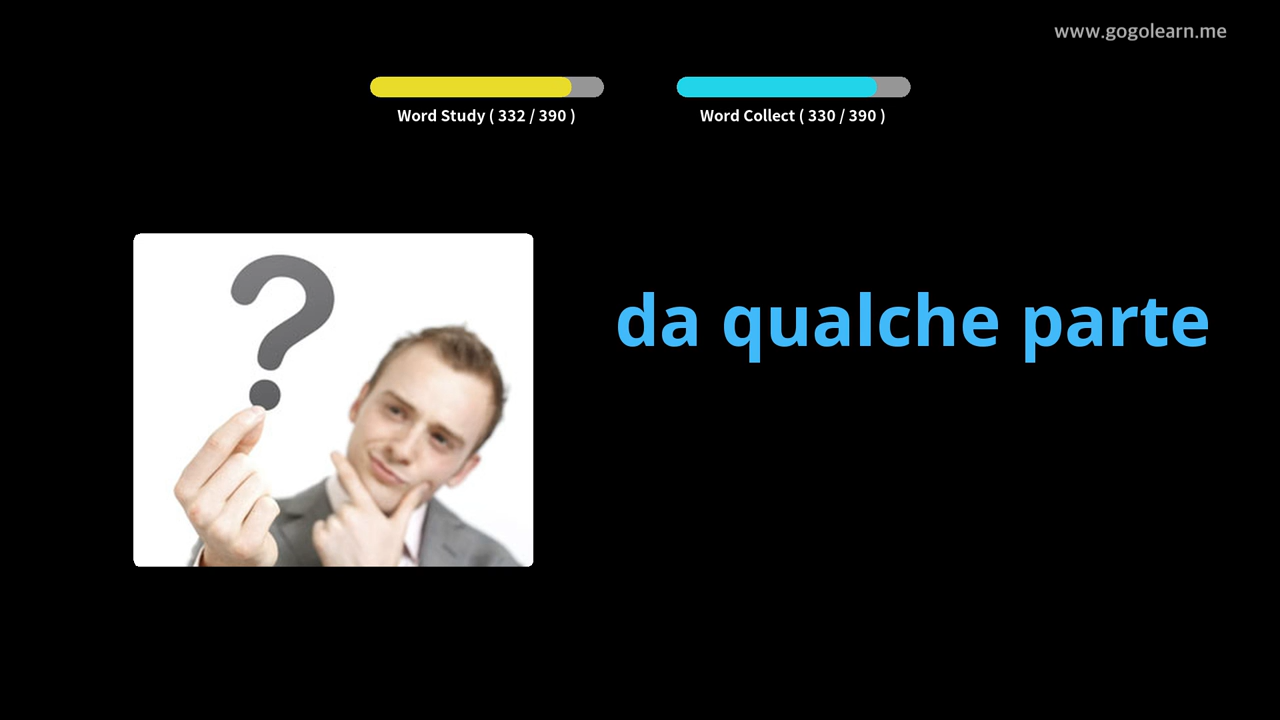 www.gogolearn.me
Word Study ( 332 / 390 )
Word Collect ( 330 / 390 )
?
da qualche parte